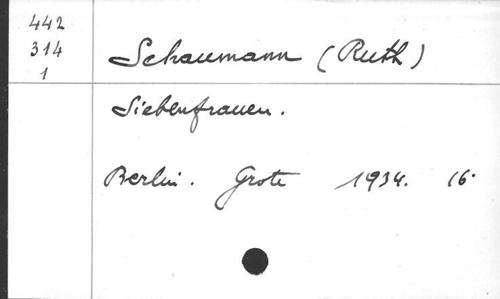 442
314
1
Schaumann (Ruth)
Siebenfrauen.
Berlin. Grote 1934. 16°